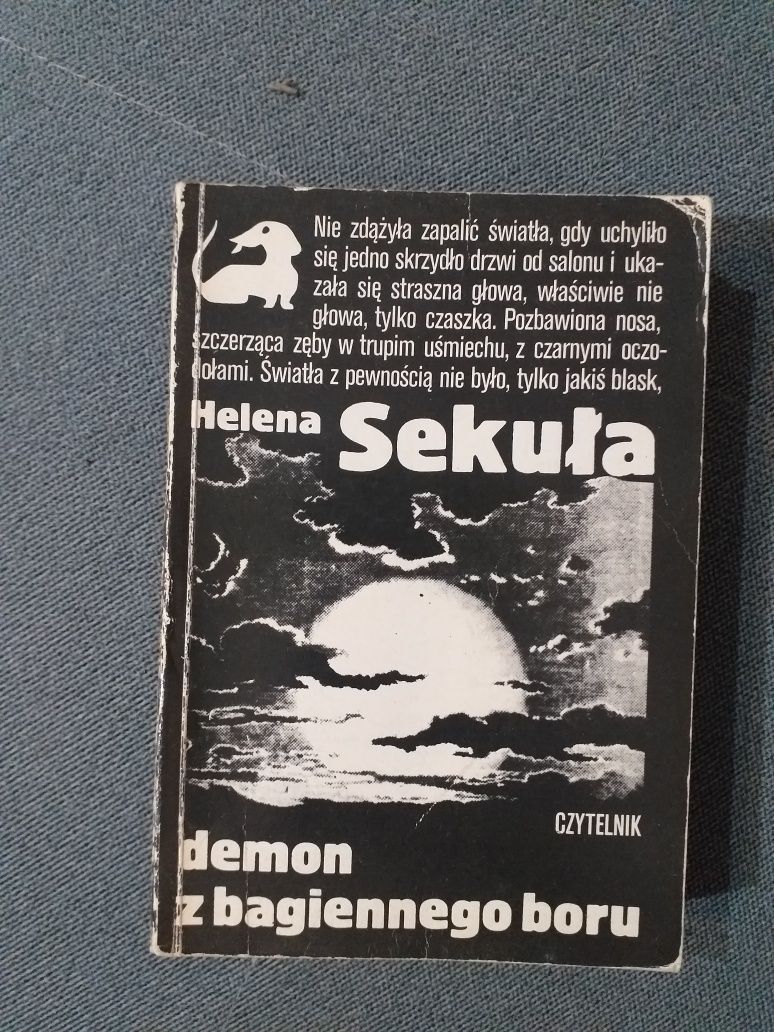 Nie zdążyła zapalić światła, gdy uchyliło
się jedno skrzydło drzwi od salonu i uka-
zała się straszna głowa, właściwie nie
głowa, tylko czaszka. Pozbawiona nosa,
szczerząca zęby w trupim uśmiechu, z czarnymi oczo-
dołami. Światła z pewnością nie było, tylko jakiś blask,
Helena Sekuła
CZYTELNIK
demon
z bagiennego boru